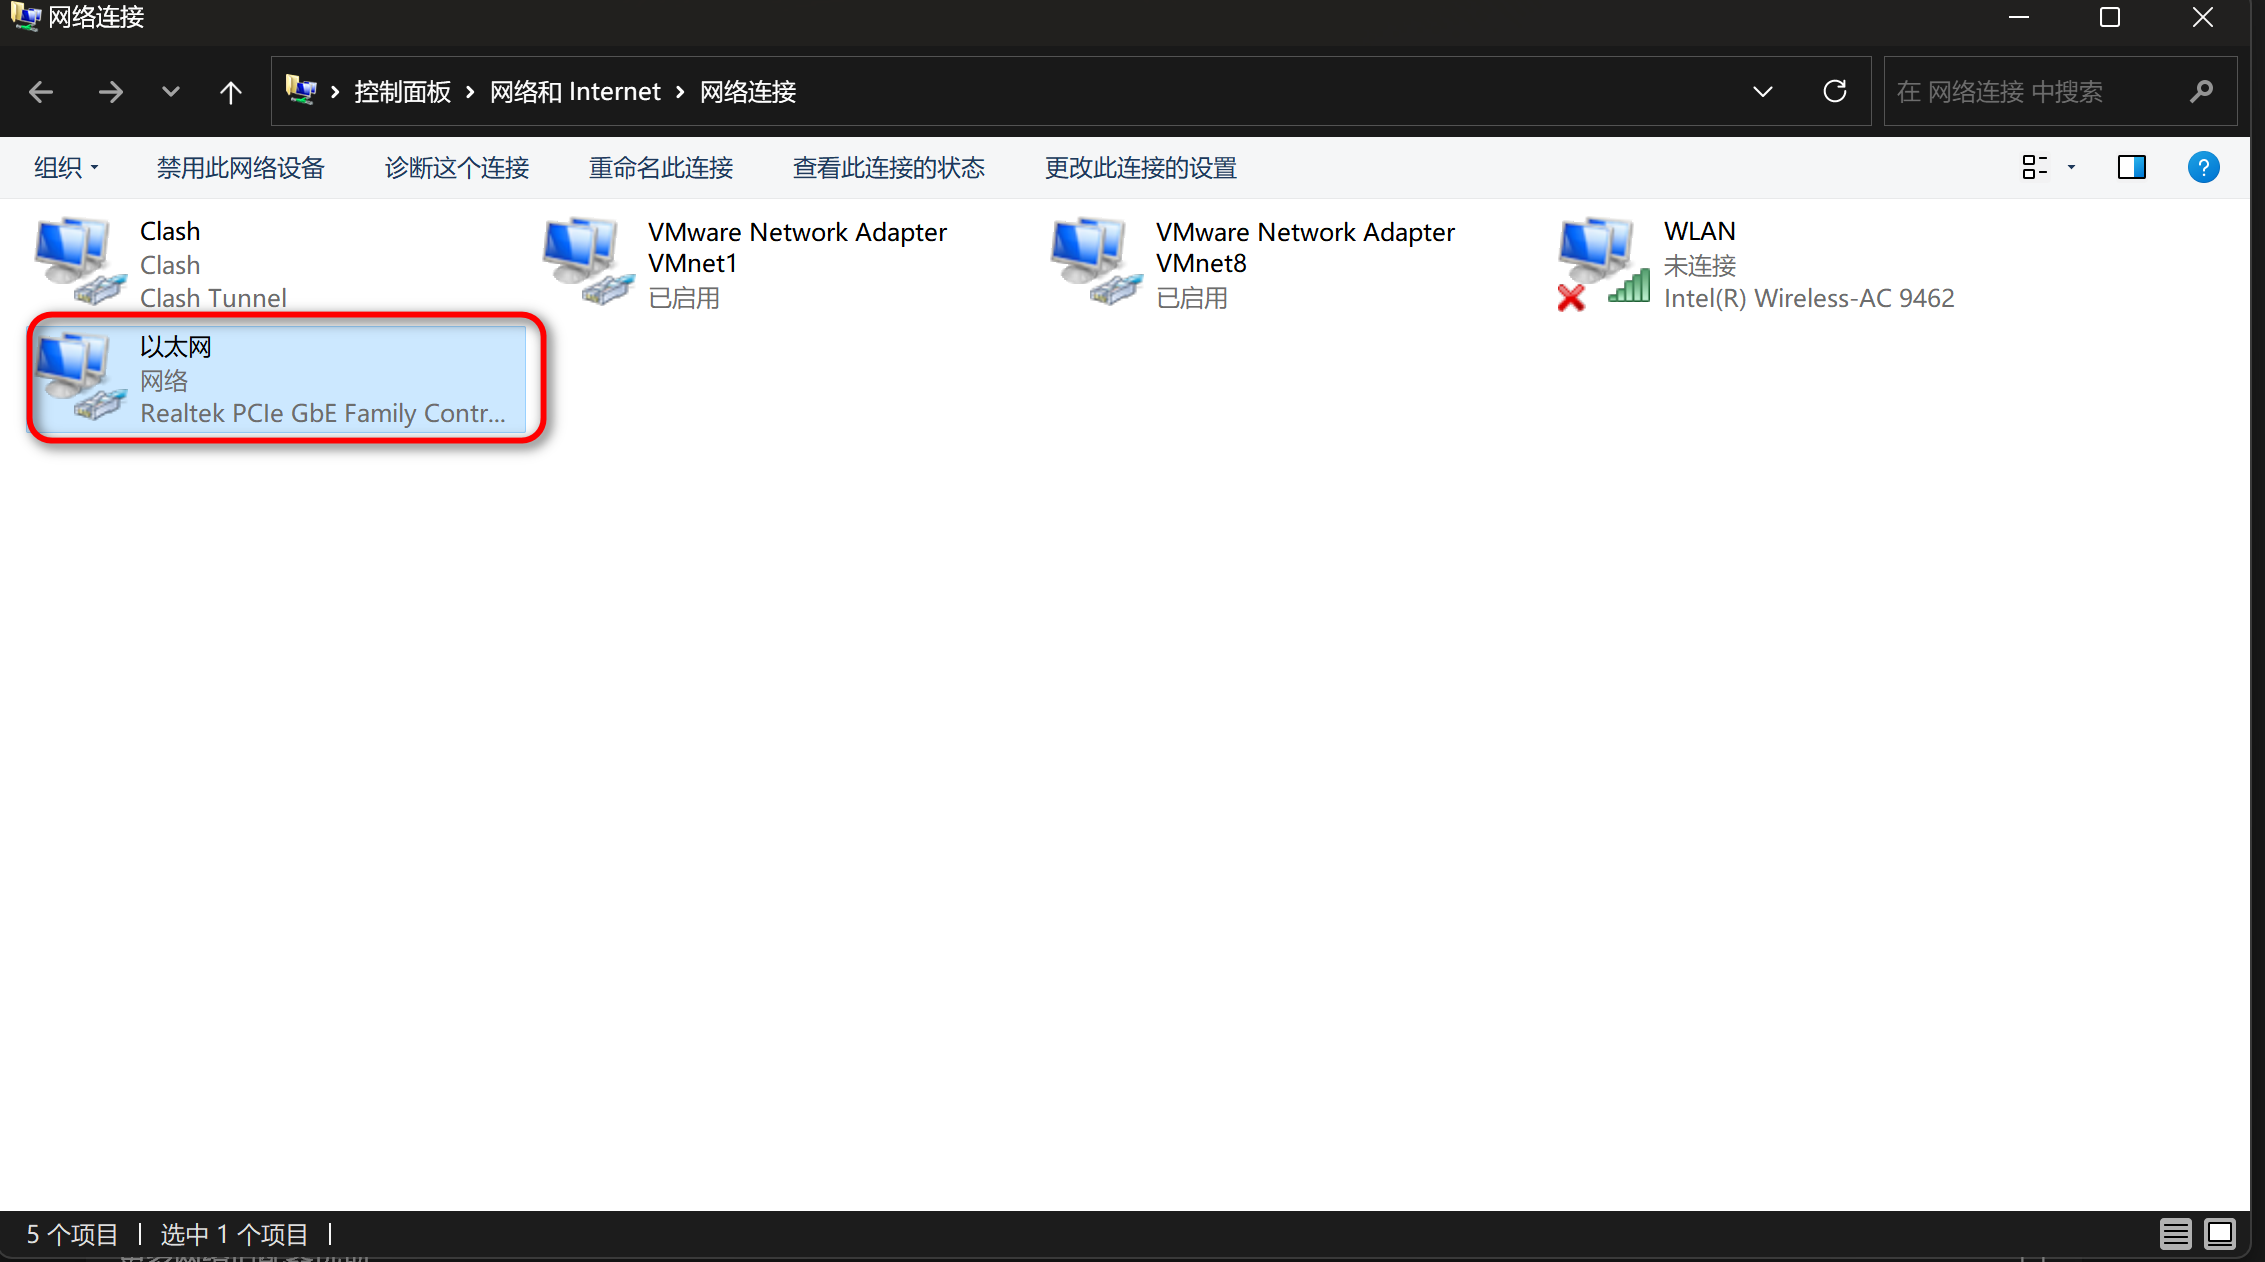 网络连接
控制面板 网络和 Internet 网络连接
在 网络连接 中搜索
组织 禁用此网络设备 诊断这个连接 重命名此连接 查看此连接的状态 更改此连接的设置
Clash
Clash
Clash Tunnel
VMware Network Adapter
VMnet1
已启用
VMware Network Adapter
VMnet8
已启用
WLAN
未连接
Intel(R) Wireless-AC 9462
以太网
网络
Realtek PCIe GbE Family Contr...
5 个项目 选中 1 个项目